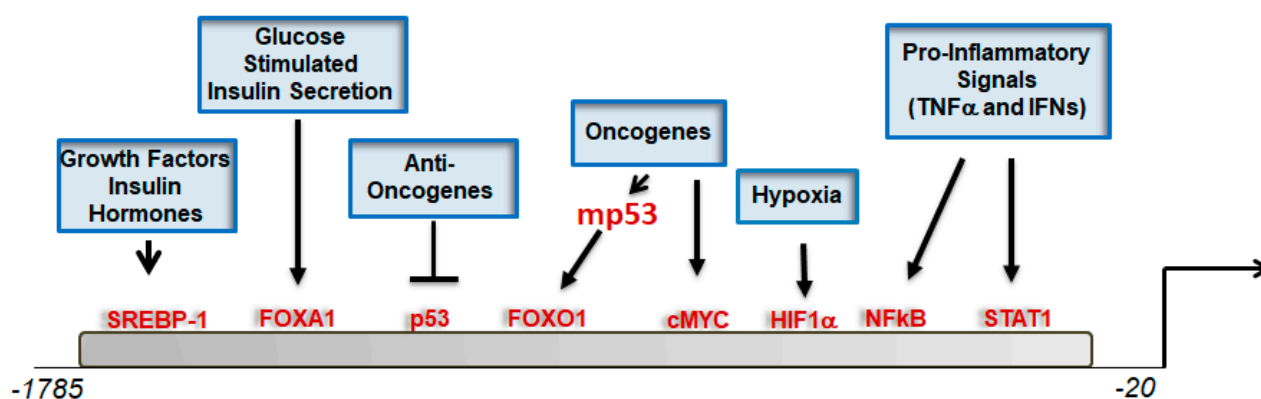 Glucose
Stimulated
Insulin Secretion
Pro-Inflammatory
Signals
(TNFα and IFNs)
Oncogenes
Growth Factors
Insulin
Hormones
Anti-
Oncogenes
Hypoxia
mp53
SREBP-1 FOXA1 p53 FOXO1 cMYC HIF1α NFkB STAT1
-1785 -20